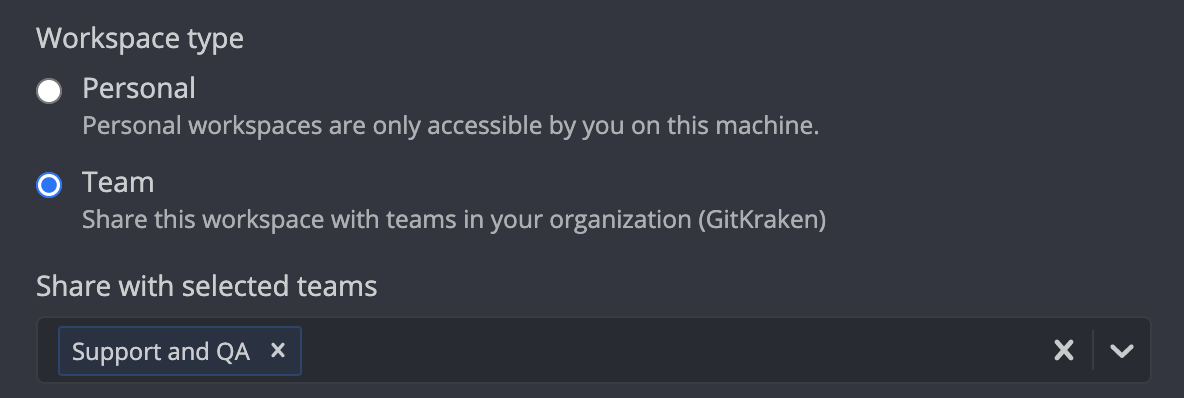 Workspace type
Personal
Personal workspaces are only accessible by you on this machine.
Team
Share this workspace with teams in your organization (GitKraken)
Share with selected teams
Support and QA